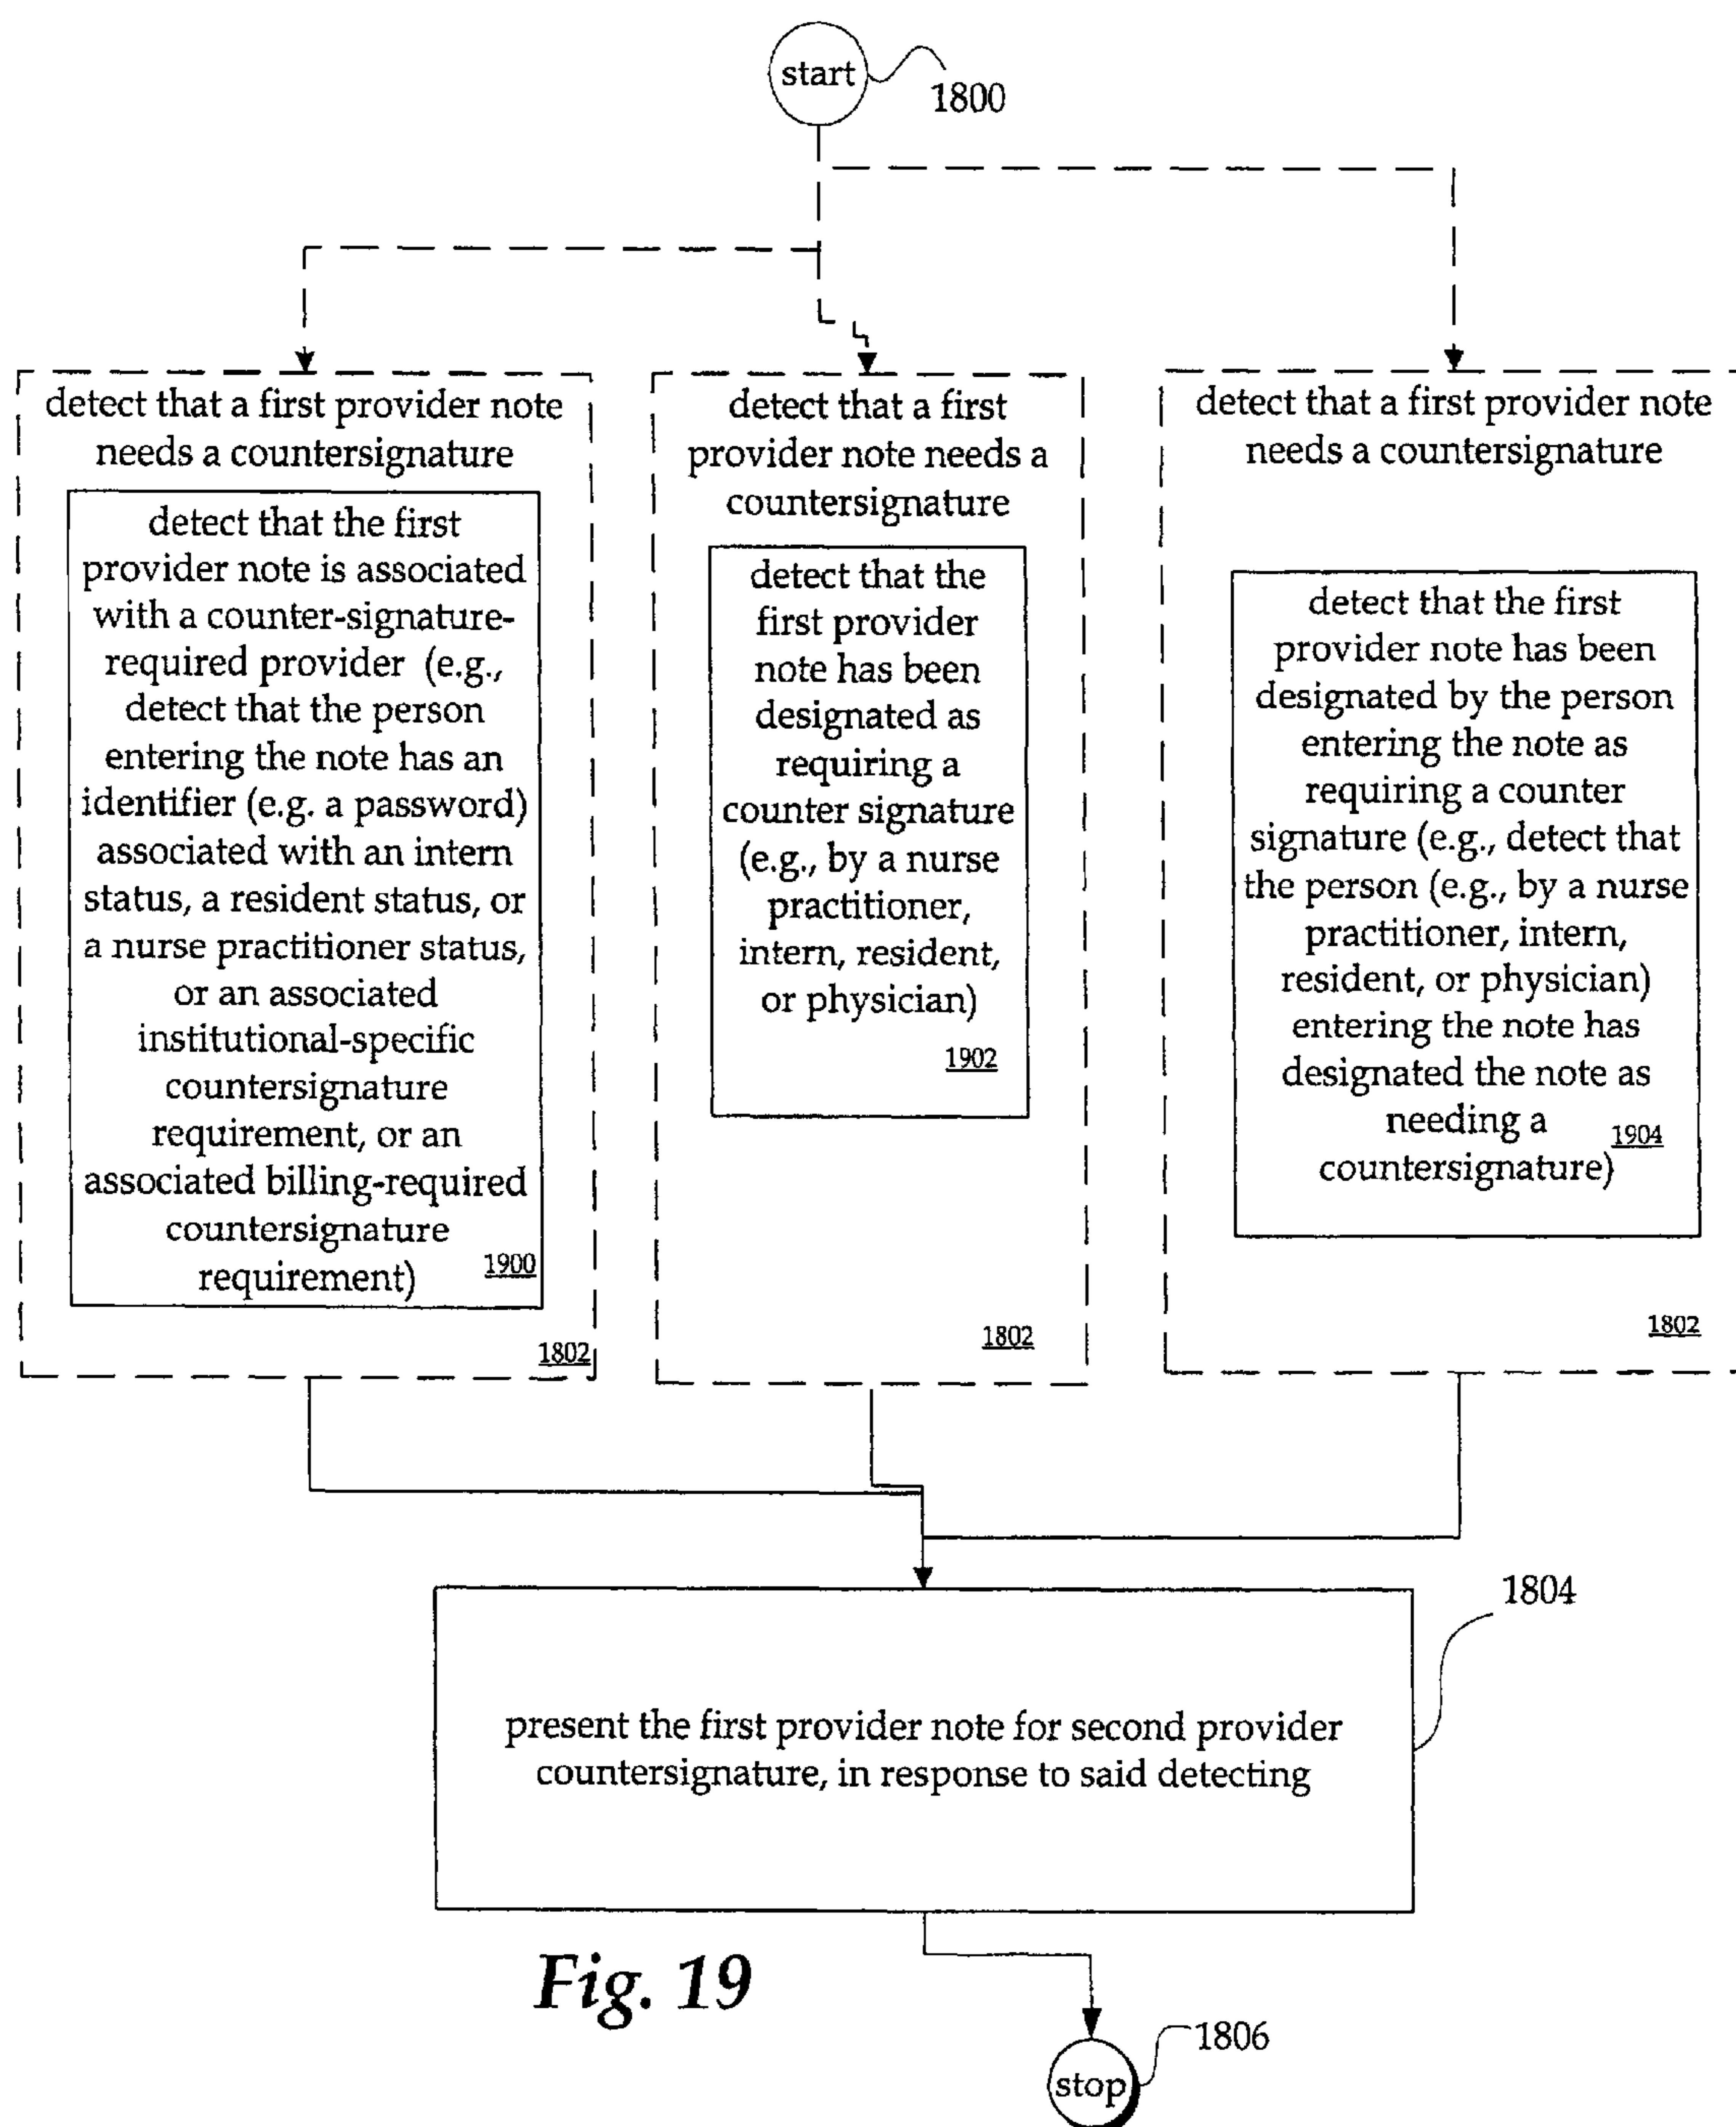 start
1800
detect that a first provider note
needs a countersignature
detect that the first
provider note is associated
with a counter-signature-
required provider (e.g.,
detect that the person
entering the note has an
identifier (e.g. a password)
associated with an intern
status, a resident status, or
a nurse practitioner status,
or an associated
institutional-specific
countersignature
requirement, or an
associated billing-required
countersignature
requirement)
1900
1802
detect that a first
provider note needs a
countersignature
detect that the
first provider
note has been
designated as
requiring a
counter signature
(e.g., by a nurse
practitioner,
intern, resident,
or physician)
1902
1802
detect that a first provider note
needs a countersignature
detect that the first
provider note has been
designated by the person
entering the note as
requiring a counter
signature (e.g., detect that
the person (e.g., by a nurse
practitioner, intern,
resident, or physician)
entering the note has
designated the note as
needing a
countersignature)
1904
1802
1804
present the first provider note for second provider
countersignature, in response to said detecting
Fig. 19
1806
stop